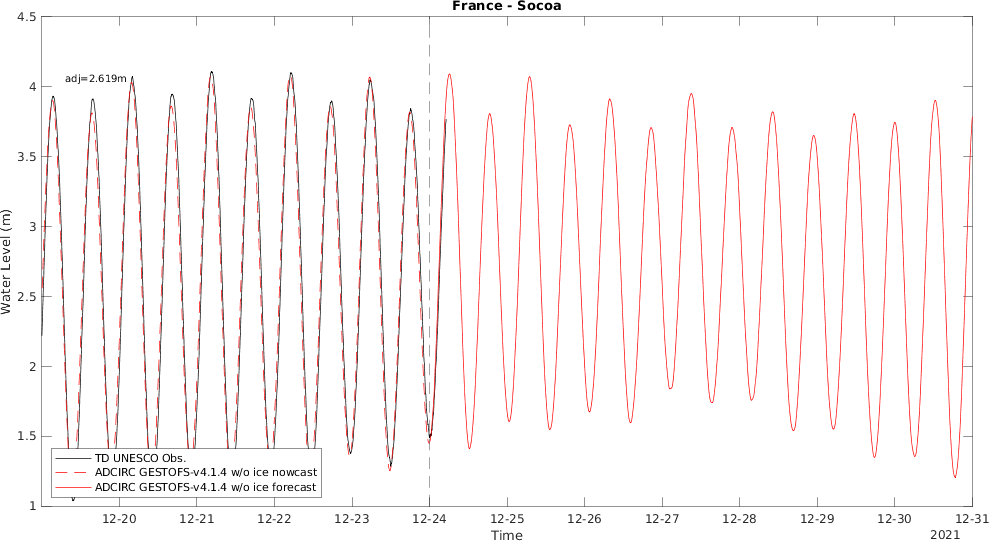 France - Socoa
4.5
adj=2.619m
4
3.5
3
2.5
2
1.5
1
Water Level (m)
TD UNESCO Obs.
ADCIRC GESTOFS-v4.1.4 w/o ice nowcast
ADCIRC GESTOFS-v4.1.4 w/o ice forecast
12-20 12-21 12-22 12-23 12-24 12-25 12-26 12-27 12-28 12-29 12-30 12-31
Time
2021